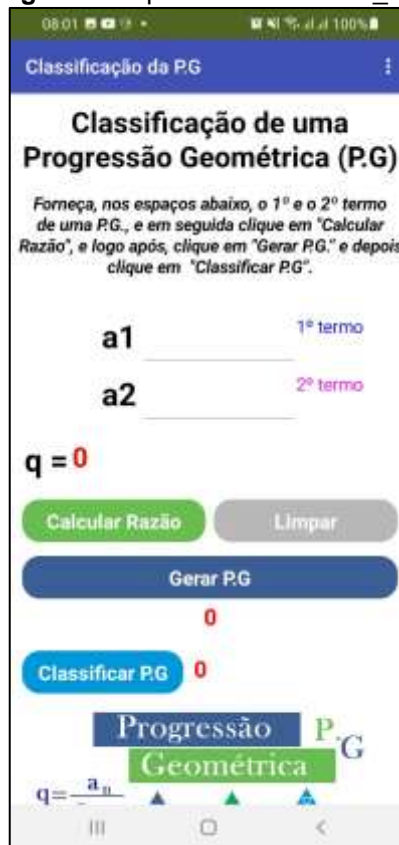 08:01
100%
Classificação da P.G
Classificação de uma
Progressão Geométrica (P.G)
Forneça, nos espaços abaixo, o 1º e o 2º termo
de uma P.G., e em seguida clique em "Calcular
Razão", e logo após, clique em "Gerar P.G." e depois
clique em "Classificar P.G".
a1 1º termo
a2 2º termo
q = 0
Calcular Razão Limpar
Gerar P.G
0
Classificar P.G 0
Progressão P.G
Geométrica
q= a n